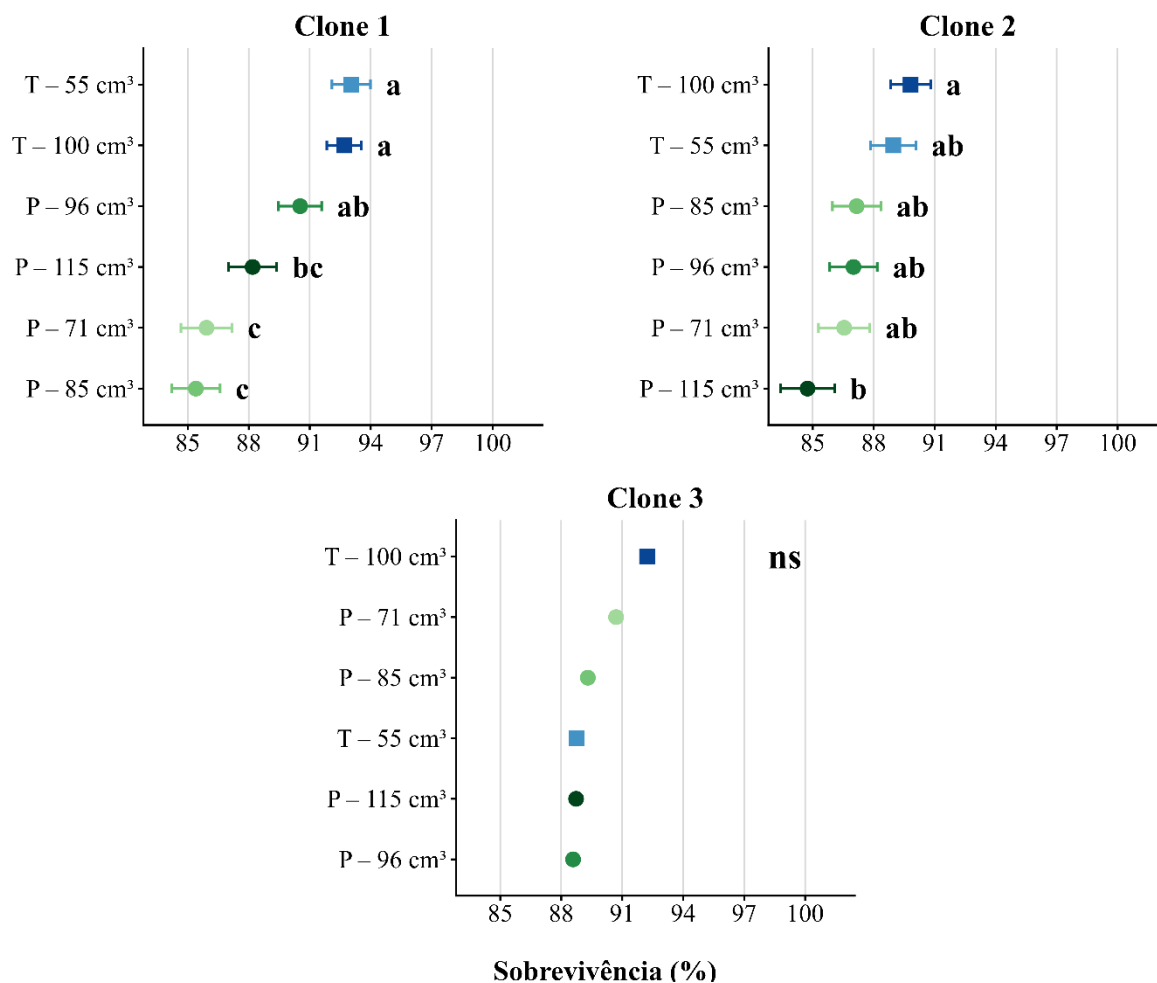 Clone 1
T – 55 cm³ a
T – 100 cm³ a
P – 96 cm³ ab
P – 115 cm³ bc
P – 71 cm³ c
P – 85 cm³ c
85 88 91 94 97 100
Clone 2
T – 100 cm³ a
T – 55 cm³ ab
P – 85 cm³ ab
P – 96 cm³ ab
P – 71 cm³ ab
P – 115 cm³ b
85 88 91 94 97 100
Clone 3
T – 100 cm³ ns
P – 71 cm³
P – 85 cm³
T – 55 cm³
P – 115 cm³
P – 96 cm³
85 88 91 94 97 100
Sobrevivência (%)